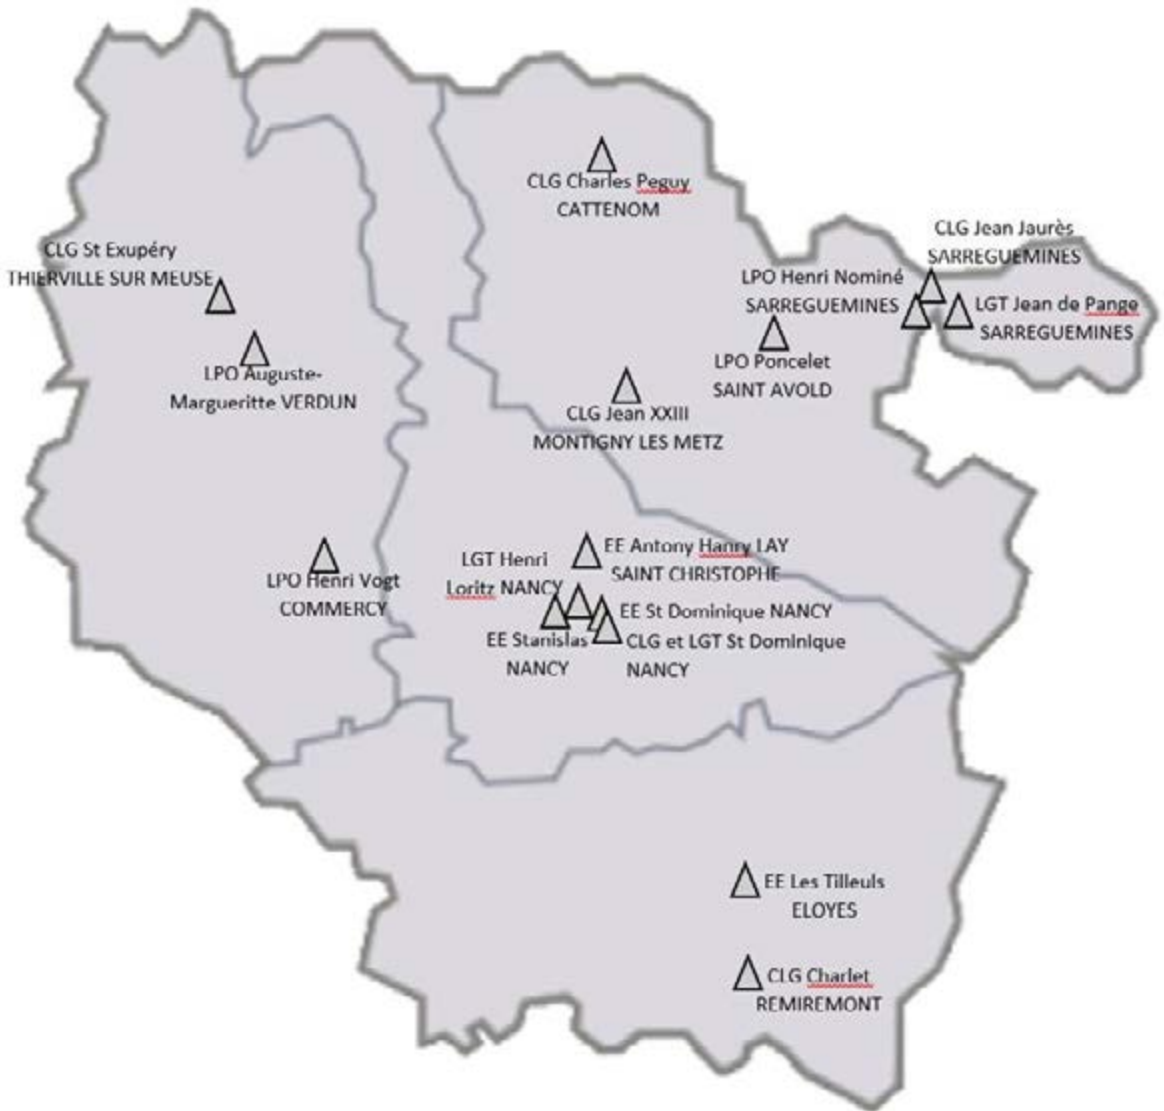 CLG Charles Peguy
CATTENOM
CLG St Exupéry
THIERVILLE SUR MEUSE
CLG Jean Jaurès
SARREGUEMINES
LPO Henri Nominé
SARREGUEMINES
LGT Jean de Pange
SARREGUEMINES
LPO Poncelet
SAINT AVOLD
LPO Auguste-
Margueritte VERDUN
CLG Jean XXIII
MONTIGNY LES METZ
EE Antony Hanry LAY
SAINT CHRISTOPHE
LGT Henri
Loritz NANCY
LPO Henri Vogt
COMMERCY
EE St Dominique NANCY
EE Stanislas
NANCY
CLG et LGT St Dominique
NANCY
EE Les Tilleuls
ELOYES
CLG Charlet
REMIREMONT